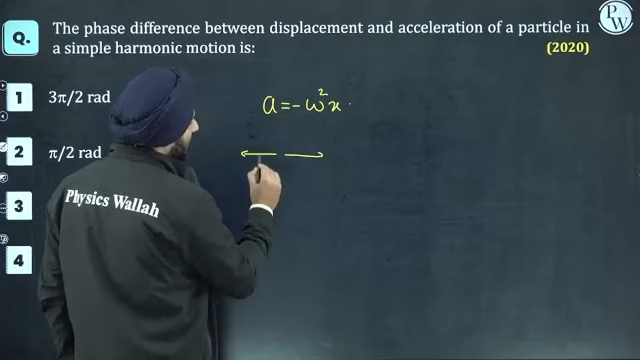 Q.
The phase difference between displacement and acceleration of a particle in
a simple harmonic motion is:
(2020)
P
W
1
3π/2 rad
a=-ω²x
2
π/2 rad
3
4
Physics Wallah